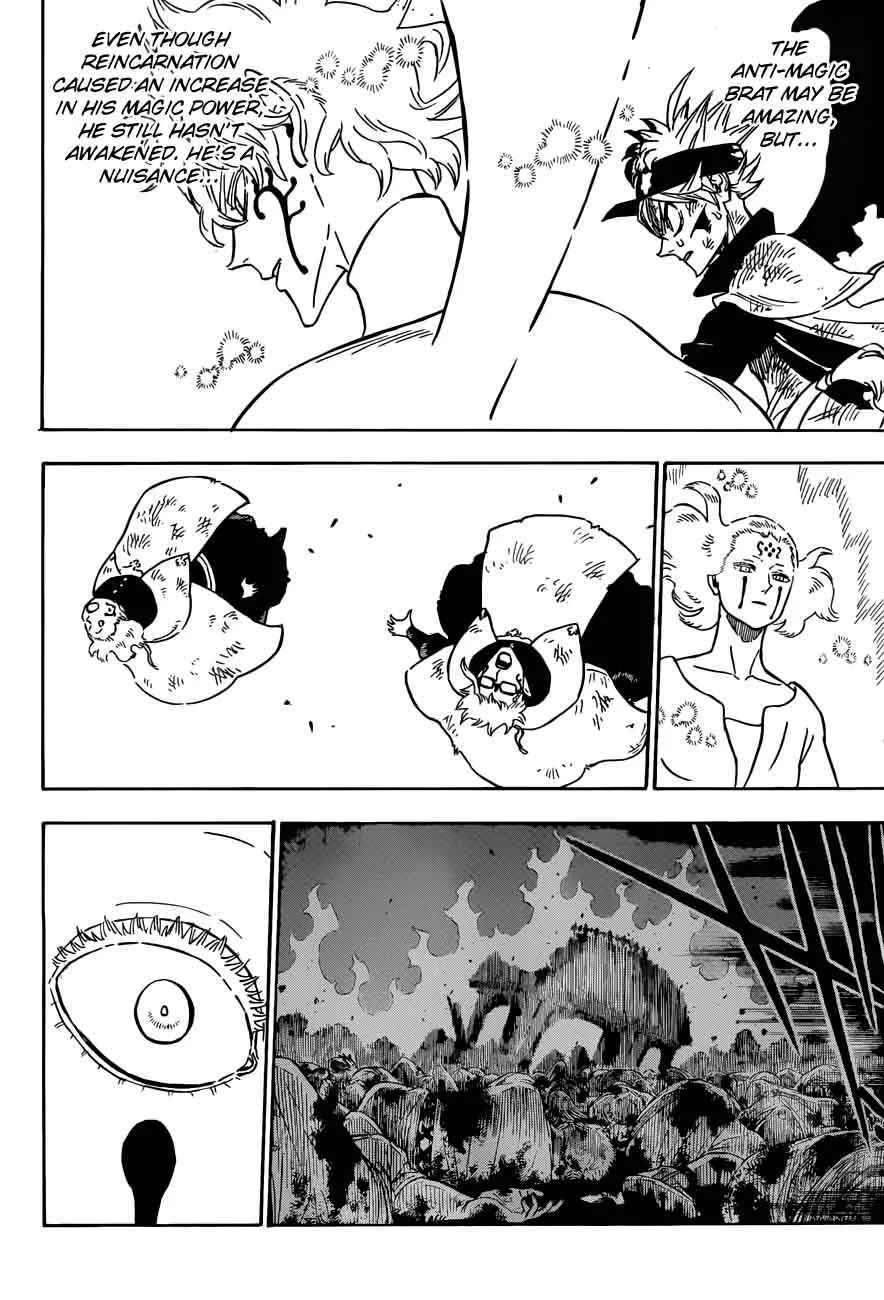 THE
ANTI-MAGIC
BRAT MAY BE
AMAZING,
BUT...
EVEN THOUGH
REINCARNATION
CAUSED AN INCREASE
IN HIS MAGIC POWER,
HE STILL HASN'T
AWAKENED. HE'S A
NUISANCE...